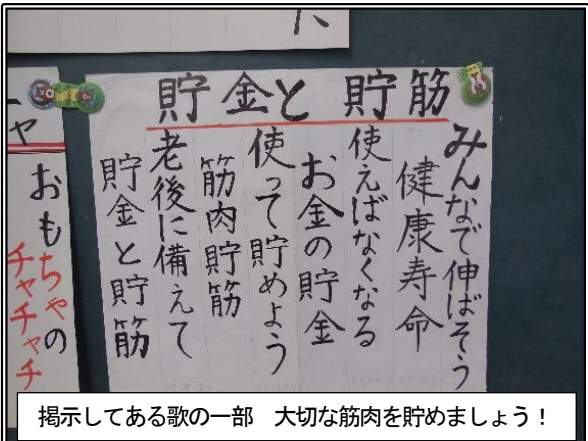 貯金と貯筋
みんなで伸ばそう
健康寿命
使えばなくなる
お金の貯金
使って貯めよう
筋肉貯筋
老後に備えて
貯金と貯筋
おもちゃの
チャチャチ
掲示してある歌の一部　大切な筋肉を貯めましょう！